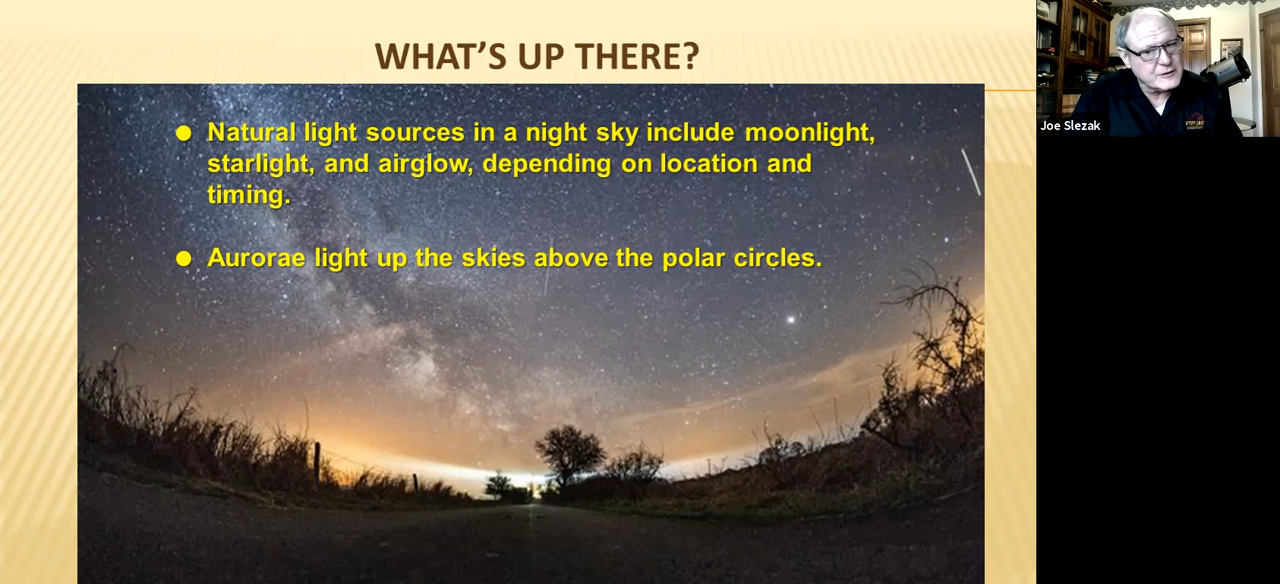 WHAT'S UP THERE?
Natural light sources in a night sky include moonlight,
starlight, and airglow, depending on location and
timing.
Aurorae light up the skies above the polar circles.
Joe Slezak